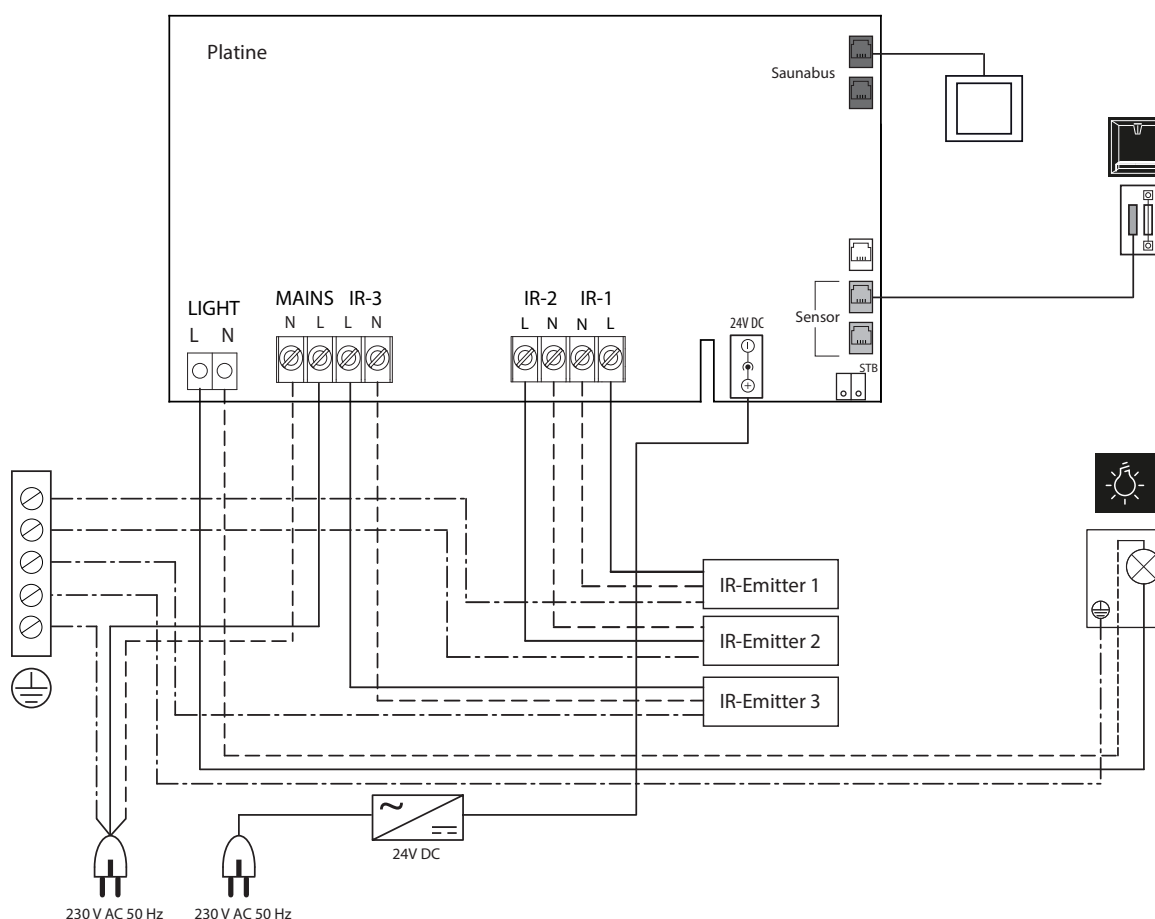 Platine
Saunabus
LIGHT
L N
MAINS IR-3
N L L N
IR-2 IR-1
L N N L
24V DC
Sensor
STB
IR-Emitter 1
IR-Emitter 2
IR-Emitter 3
24V DC
230 V AC 50 Hz 230 V AC 50 Hz